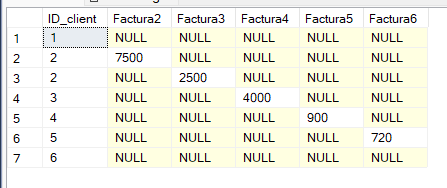 ID_client Factura2 Factura3 Factura4 Factura5 Factura6
1 1 NULL NULL NULL NULL NULL
2 2 7500 NULL NULL NULL NULL
3 2 NULL 2500 NULL NULL NULL
4 3 NULL NULL 4000 NULL NULL
5 4 NULL NULL NULL 900 NULL
6 5 NULL NULL NULL NULL 720
7 6 NULL NULL NULL NULL NULL